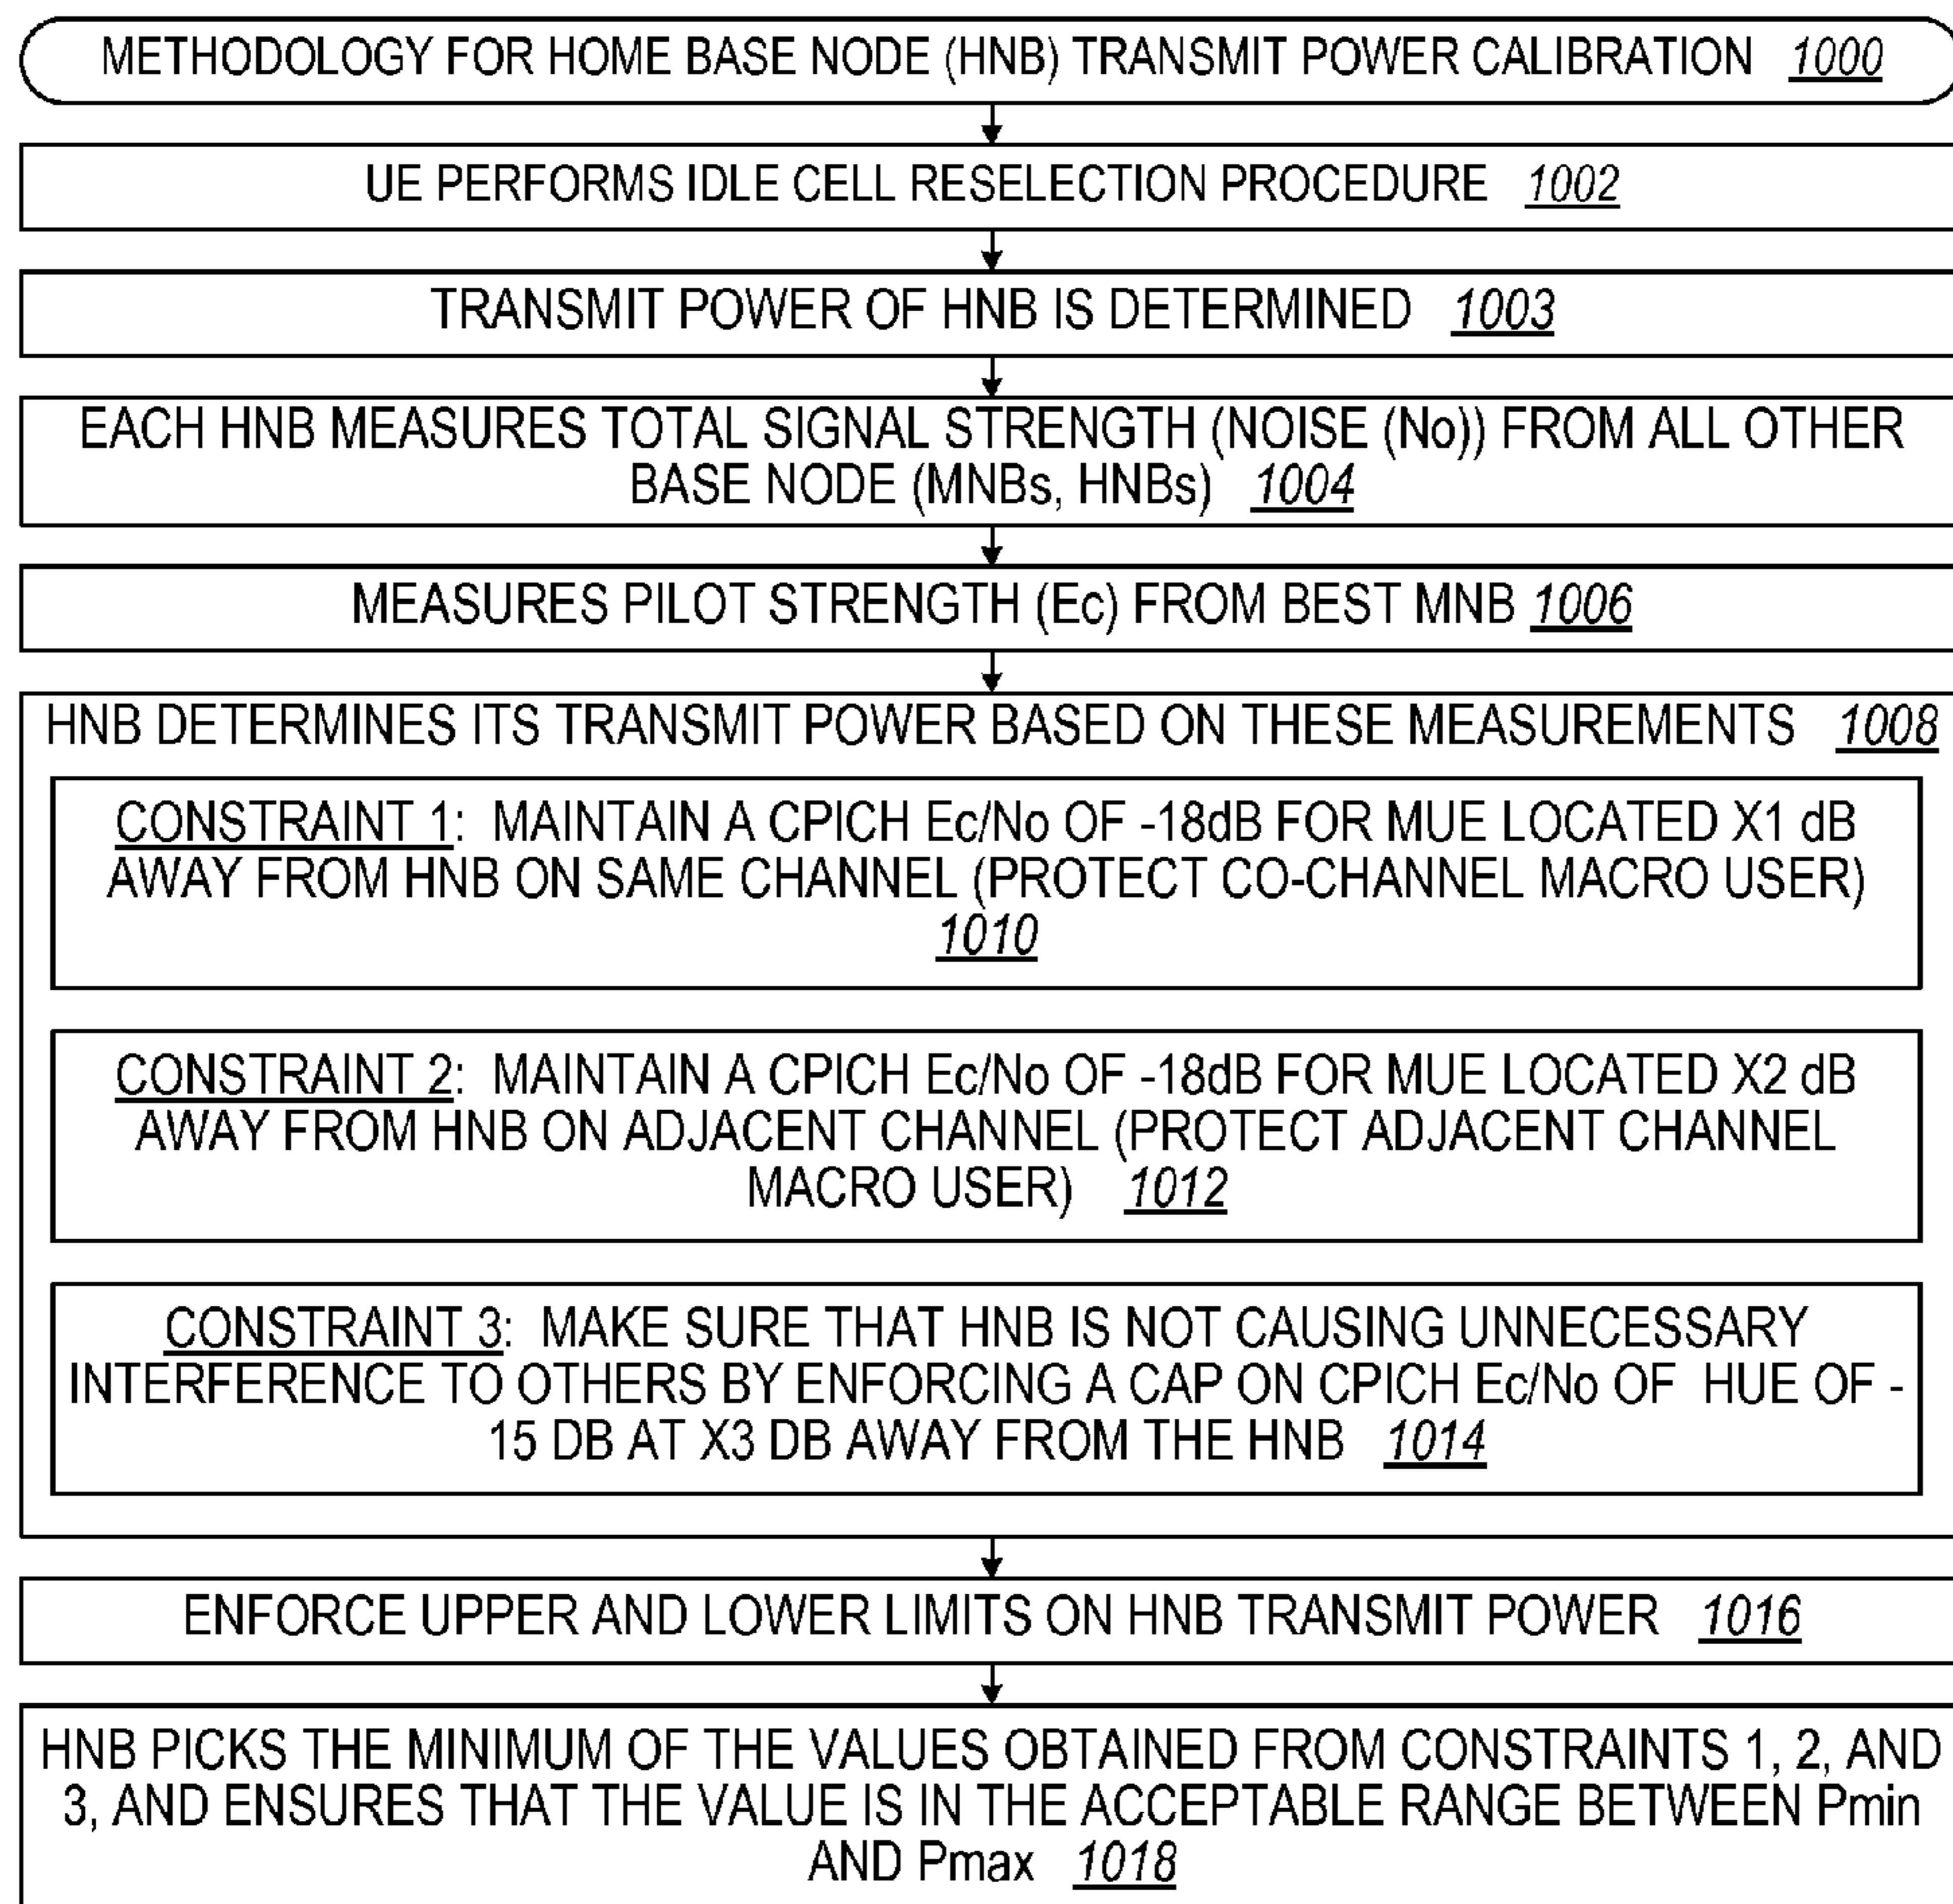 METHODOLOGY FOR HOME BASE NODE (HNB) TRANSMIT POWER CALIBRATION 1000
UE PERFORMS IDLE CELL RESELECTION PROCEDURE 1002
TRANSMIT POWER OF HNB IS DETERMINED 1003
EACH HNB MEASURES TOTAL SIGNAL STRENGTH (NOISE (No)) FROM ALL OTHER
BASE NODE (MNBs, HNBs) 1004
MEASURES PILOT STRENGTH (Ec) FROM BEST MNB 1006
HNB DETERMINES ITS TRANSMIT POWER BASED ON THESE MEASUREMENTS 1008
CONSTRAINT 1: MAINTAIN A CPICH Ec/No OF -18dB FOR MUE LOCATED X1 dB
AWAY FROM HNB ON SAME CHANNEL (PROTECT CO-CHANNEL MACRO USER)
1010
CONSTRAINT 2: MAINTAIN A CPICH Ec/No OF -18dB FOR MUE LOCATED X2 dB
AWAY FROM HNB ON ADJACENT CHANNEL (PROTECT ADJACENT CHANNEL
MACRO USER) 1012
CONSTRAINT 3: MAKE SURE THAT HNB IS NOT CAUSING UNNECESSARY
INTERFERENCE TO OTHERS BY ENFORCING A CAP ON CPICH Ec/No OF HUE OF -
15 DB AT X3 DB AWAY FROM THE HNB 1014
ENFORCE UPPER AND LOWER LIMITS ON HNB TRANSMIT POWER 1016
HNB PICKS THE MINIMUM OF THE VALUES OBTAINED FROM CONSTRAINTS 1, 2, AND
3, AND ENSURES THAT THE VALUE IS IN THE ACCEPTABLE RANGE BETWEEN Pmin
AND Pmax 1018